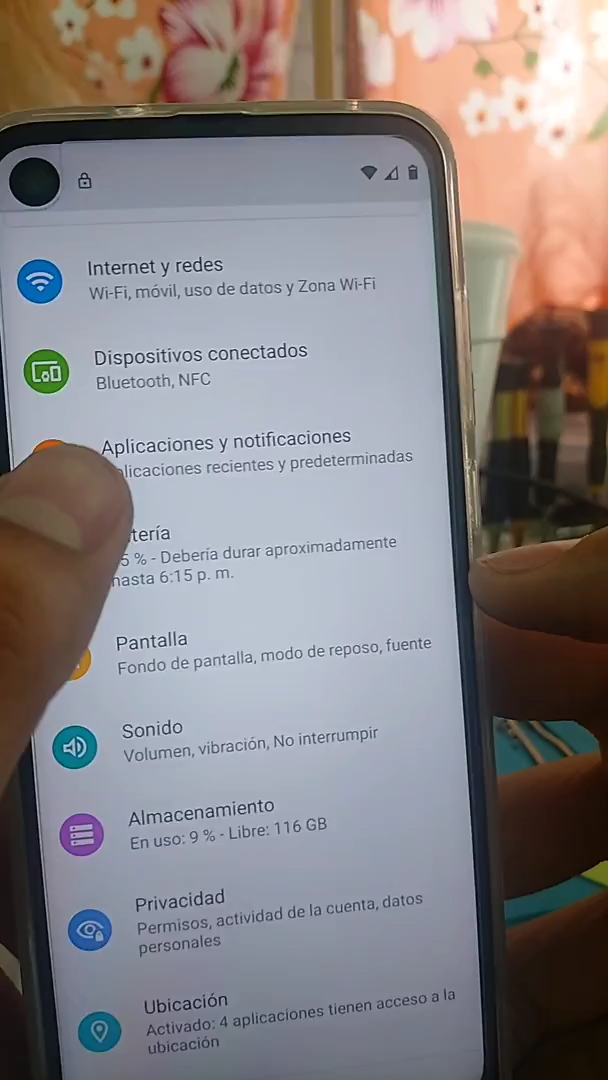 Internet y redes
Wi-Fi, móvil, uso de datos y Zona Wi-Fi
Dispositivos conectados
Bluetooth, NFC
Aplicaciones y notificaciones
plicaciones recientes y predeterminadas
tería
5 % - Debería durar aproximadamente
hasta 6:15 p. m.
Pantalla
Fondo de pantalla, modo de reposo, fuente
Sonido
Volumen, vibración, No interrumpir
Almacenamiento
En uso: 9 % - Libre: 116 GB
Privacidad
Permisos, actividad de la cuenta, datos
personales
Ubicación
Activado: 4 aplicaciones tienen acceso a la
ubicación